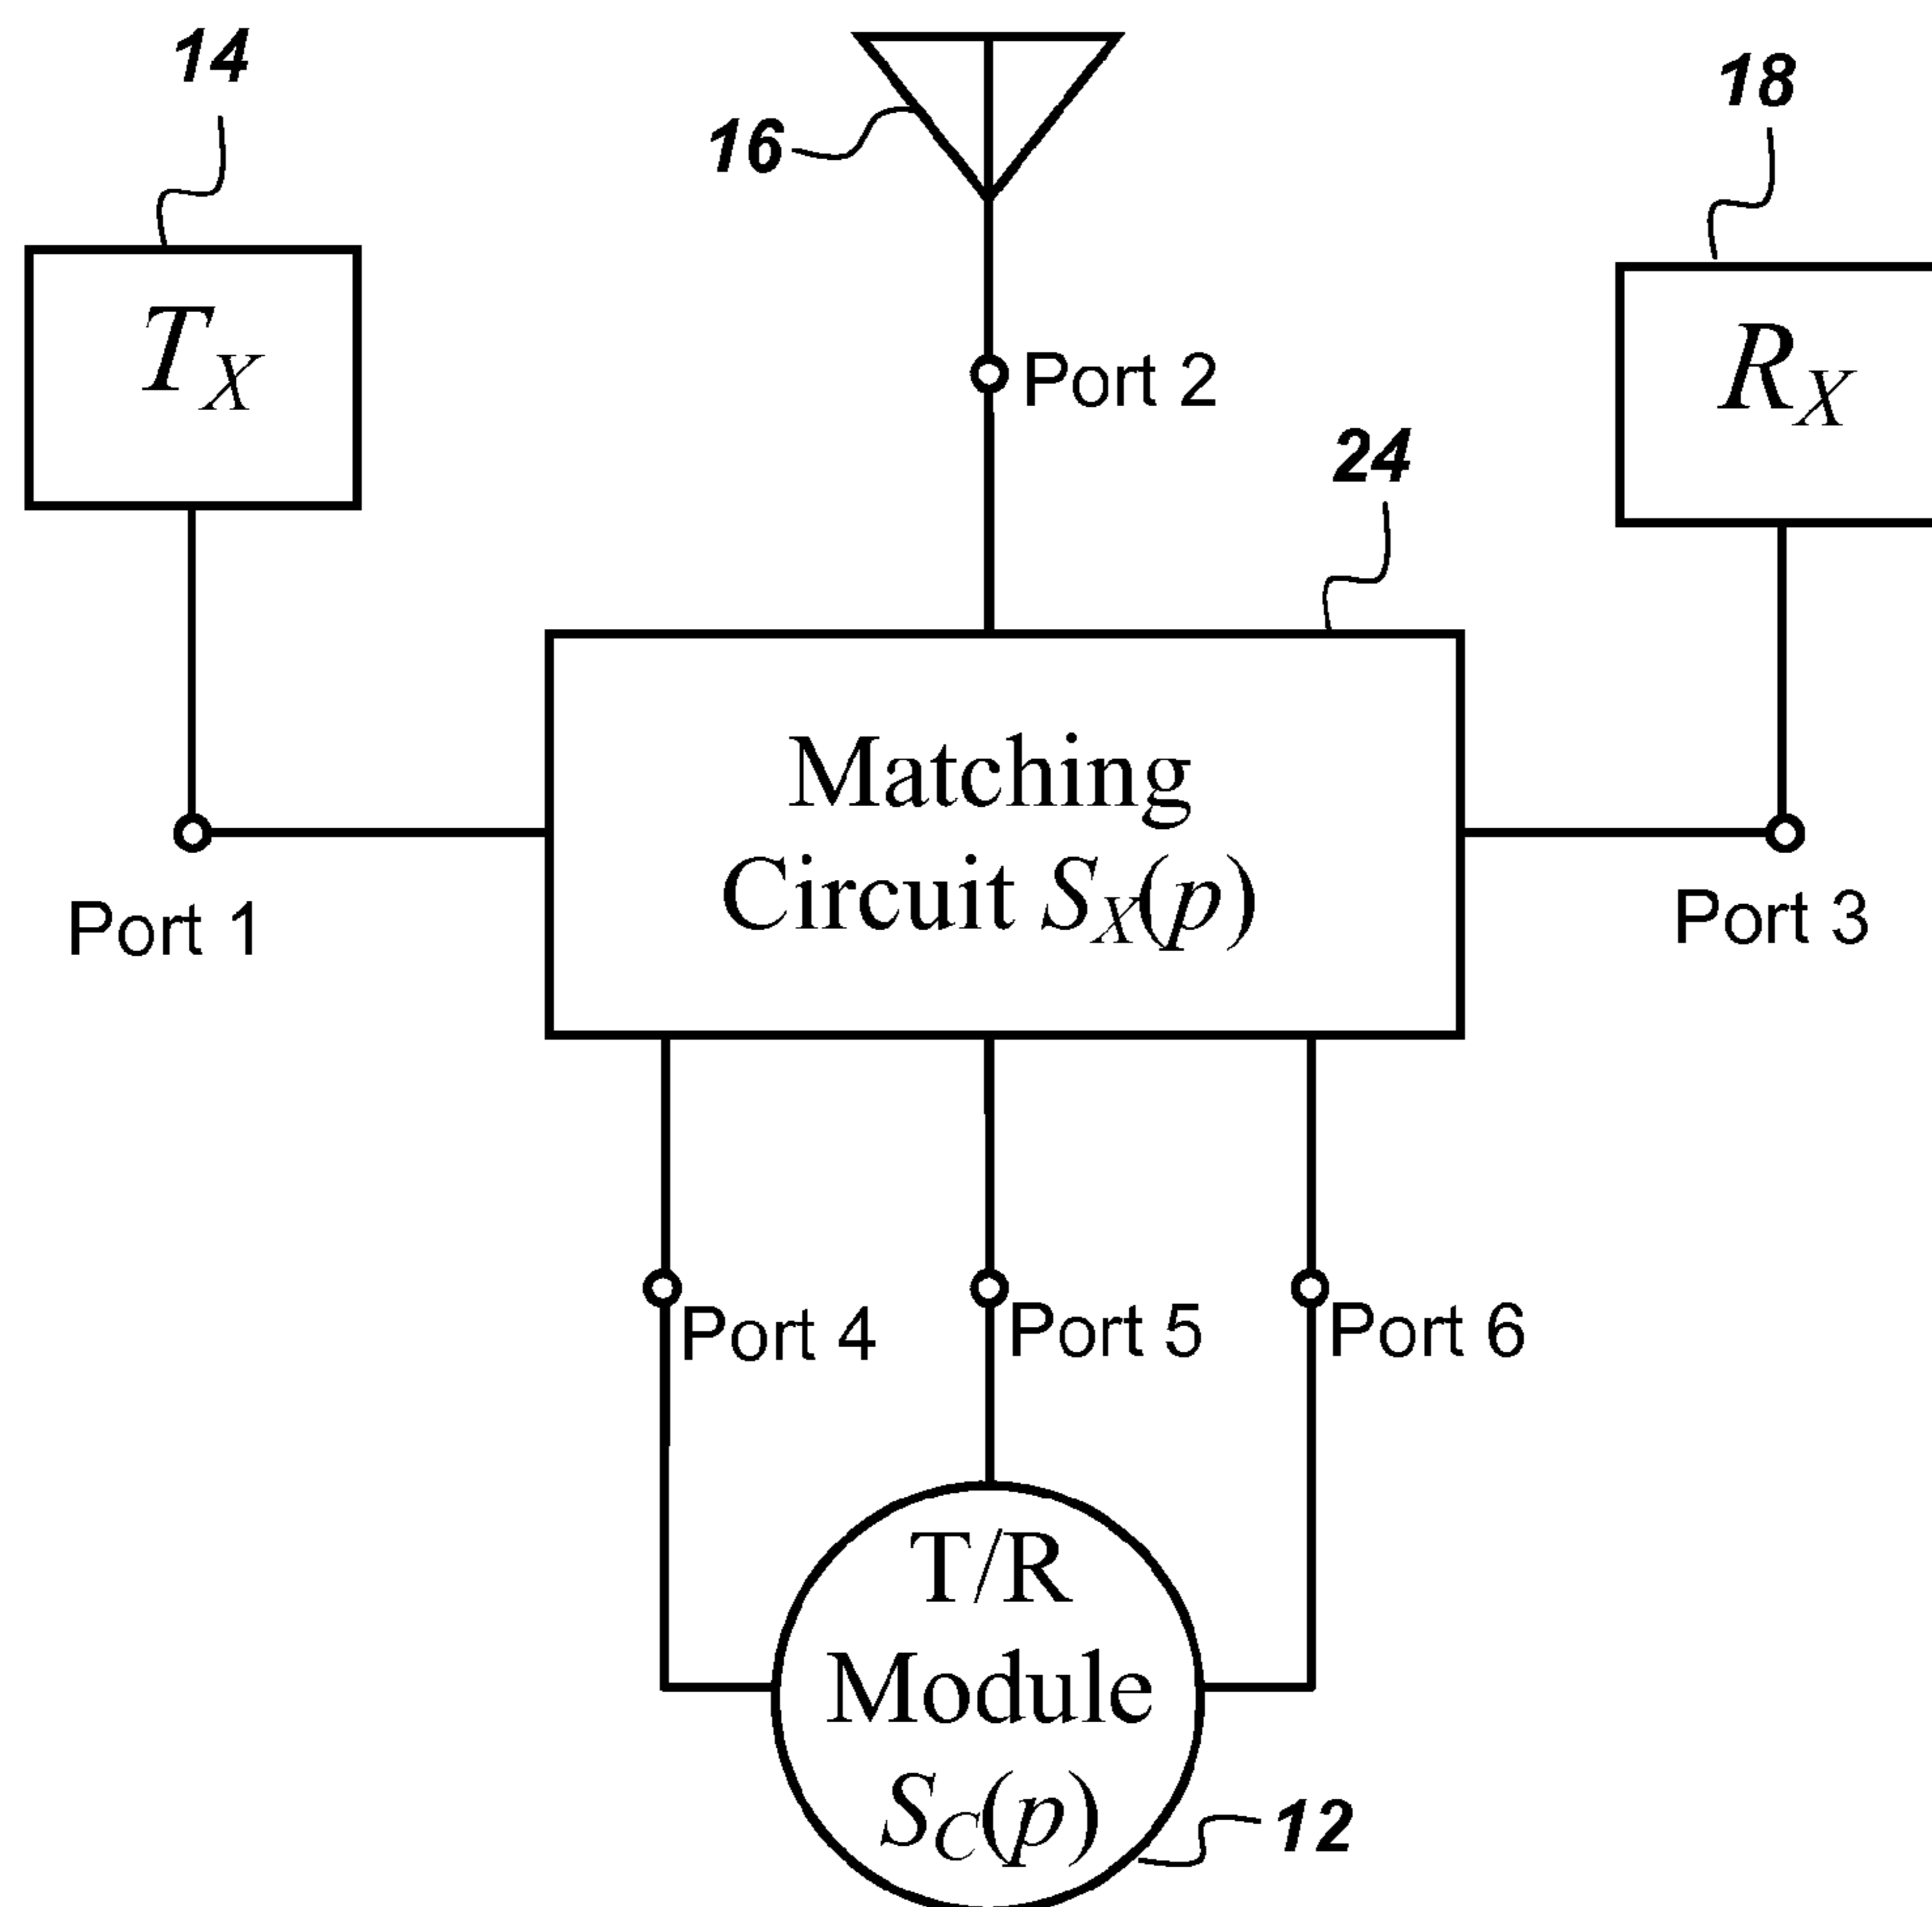 14
16
18
T_X
Port 2
R_X
24
Matching
Circuit S_X(p)
Port 1
Port 3
Port 4
Port 5
Port 6
T/R
Module
S_C(p)
12